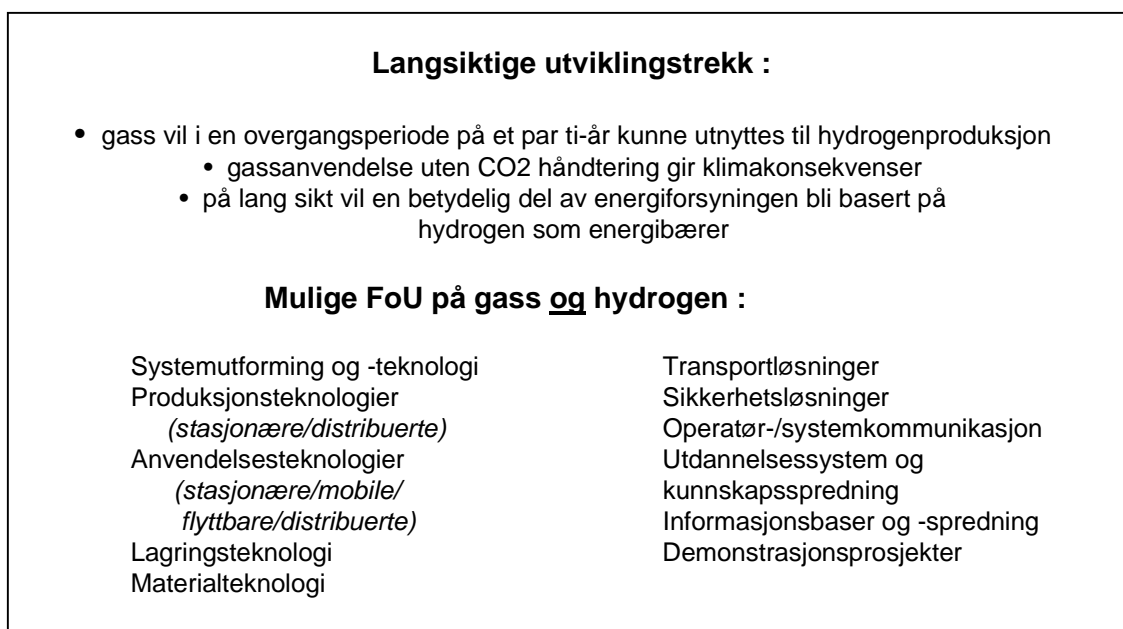 Langsiktige utviklingstrekk :
• gass vil i en overgangsperiode på et par ti-år kunne utnyttes til hydrogenproduksjon
• gassanvendelse uten CO2 håndtering gir klimakonsekvenser
• på lang sikt vil en betydelig del av energiforsyningen bli basert på
hydrogen som energibærer
Mulige FoU på gass og hydrogen :
Systemutforming og -teknologi
Produksjonsteknologier
(stasjonære/distribuerte)
Anvendelsesteknologier
(stasjonære/mobile/
flyttbare/distribuerte)
Lagringsteknologi
Materialteknologi
Transportløsninger
Sikkerhetsløsninger
Operatør-/systemkommunikasjon
Utdannelsessystem og
kunnskapsspredning
Informasjonsbaser og -spredning
Demonstrasjonsprosjekter